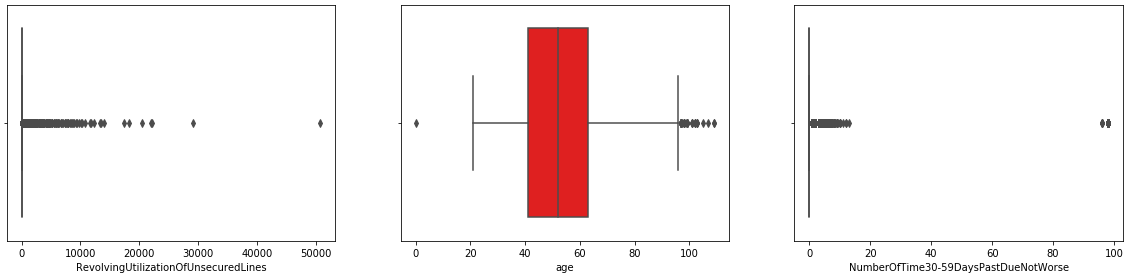 0 10000 20000 30000 40000 50000
RevolvingUtilizationOfUnsecuredLines
0 20 40 60 80 100
age
0 20 40 60 80 100
NumberOfTime30-59DaysPastDueNotWorse